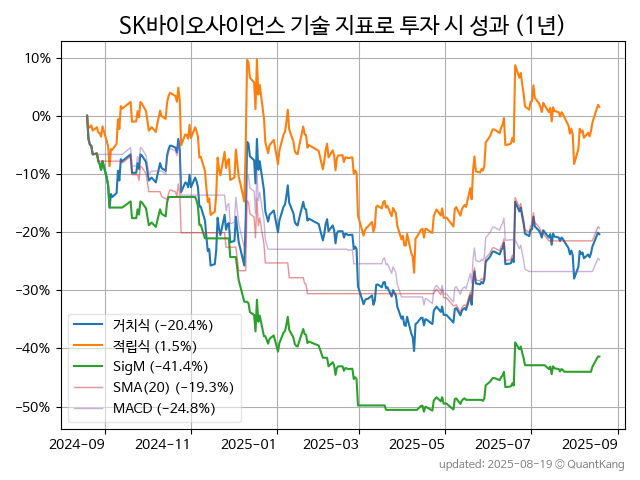 SK바이오사이언스 기술 지표로 투자 시 성과 (1년)
10%
0%
−10%
−20%
−30%
−40%
−50%
거치식 (−20.4%)
적립식 (1.5%)
SigM (−41.4%)
SMA(20) (−19.3%)
MACD (−24.8%)
2024-09 2024-11 2025-01 2025-03 2025-05 2025-07 2025-09
updated: 2025-08-19 © QuantKang